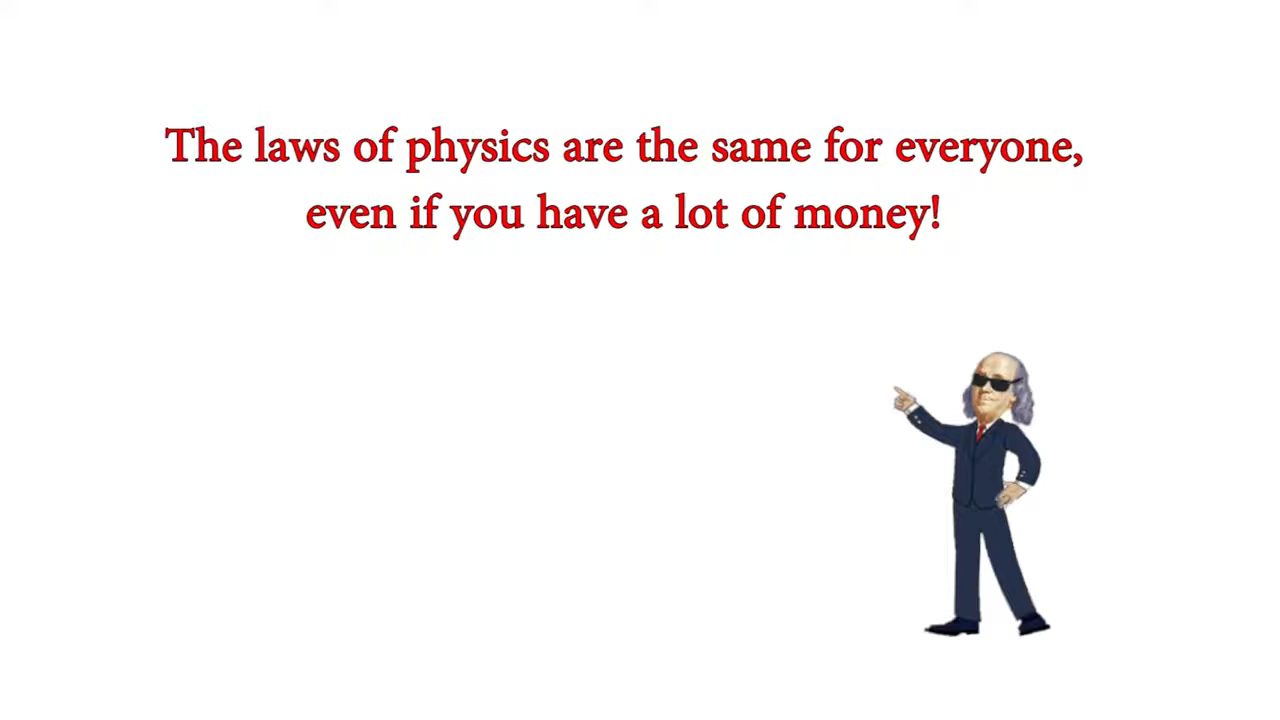 The laws of physics are the same for everyone,
even if you have a lot of money!